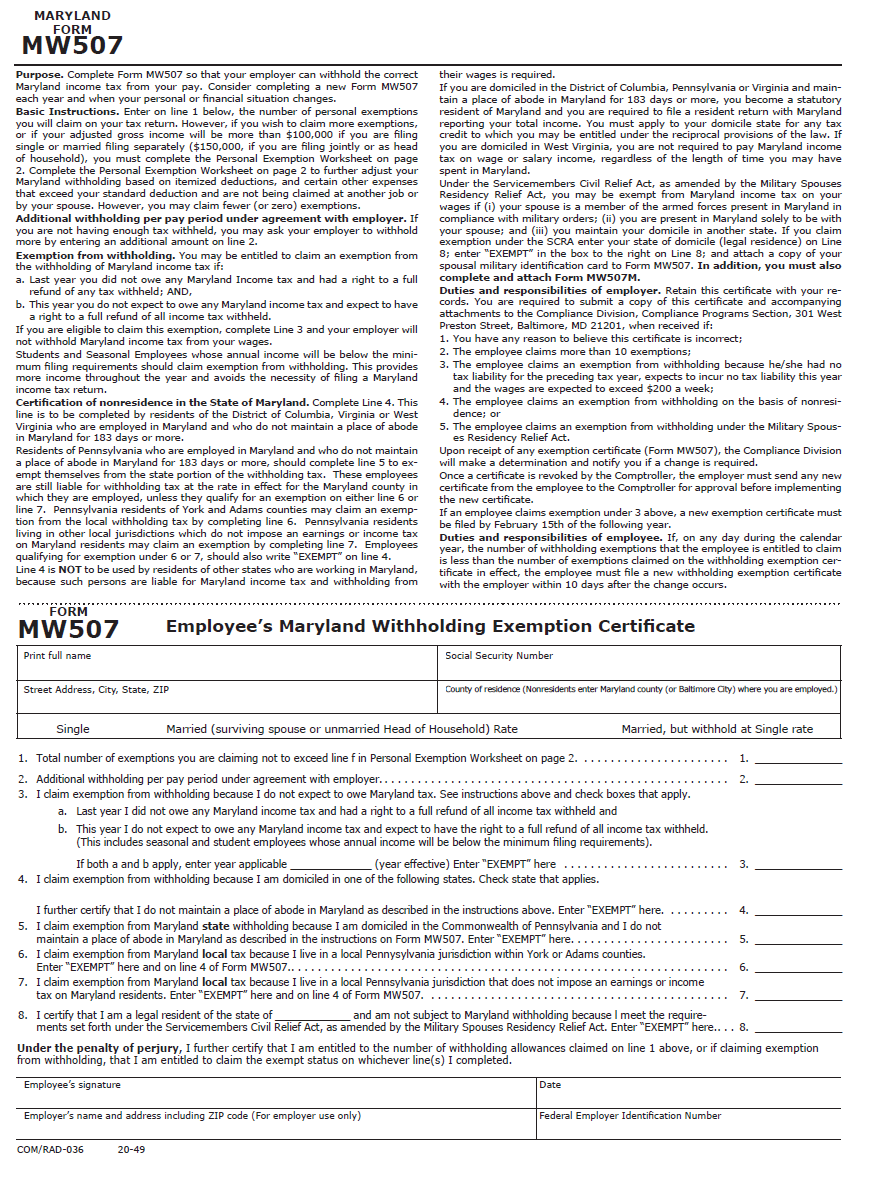 MARYLAND
FORM
MW507
Purpose. Complete Form MW507 so that your employer can withhold the correct
Maryland income tax from your pay. Consider completing a new Form MW507
each year and when your personal or financial situation changes.
Basic Instructions. Enter on line 1 below, the number of personal exemptions
you will claim on your tax return. However, if you wish to claim more exemptions,
or if your adjusted gross income will be more than $100,000 if you are filing
single or married filing separately ($150,000, if you are filing jointly or as head
of household), you must complete the Personal Exemption Worksheet on page
2. Complete the Personal Exemption Worksheet on page 2 to further adjust your
Maryland withholding based on itemized deductions, and certain other expenses
that exceed your standard deduction and are not being claimed at another job or
by your spouse. However, you may claim fewer (or zero) exemptions.
Additional withholding per pay period under agreement with employer. If
you are not having enough tax withheld, you may ask your employer to withhold
more by entering an additional amount on line 2.
Exemption from withholding. You may be entitled to claim an exemption from
the withholding of Maryland income tax if:
a. Last year you did not owe any Maryland Income tax and had a right to a full
refund of any tax withheld; AND,
b. This year you do not expect to owe any Maryland income tax and expect to have
a right to a full refund of all income tax withheld.
If you are eligible to claim this exemption, complete Line 3 and your employer will
not withhold Maryland income tax from your wages.
Students and Seasonal Employees whose annual income will be below the mini-
mum filing requirements should claim exemption from withholding. This provides
more income throughout the year and avoids the necessity of filing a Maryland
income tax return.
Certification of nonresidence in the State of Maryland. Complete Line 4. This
line is to be completed by residents of the District of Columbia, Virginia or West
Virginia who are employed in Maryland and who do not maintain a place of abode
in Maryland for 183 days or more.
Residents of Pennsylvania who are employed in Maryland and who do not maintain
a place of abode in Maryland for 183 days or more, should complete line 5 to ex-
empt themselves from the state portion of the withholding tax. These employees
are still liable for withholding tax at the rate in effect for the Maryland county in
which they are employed, unless they qualify for an exemption on either line 6 or
line 7. Pennsylvania residents of York and Adams counties may claim an exemp-
tion from the local withholding tax by completing line 6. Pennsylvania residents
living in other local jurisdictions which do not impose an earnings or income tax
on Maryland residents may claim an exemption by completing line 7. Employees
qualifying for exemption under 6 or 7, should also write "EXEMPT" on line 4.
Line 4 is NOT to be used by residents of other states who are working in Maryland,
because such persons are liable for Maryland income tax and withholding from
their wages is required.
If you are domiciled in the District of Columbia, Pennsylvania or Virginia and main-
tain a place of abode in Maryland for 183 days or more, you become a statutory
resident of Maryland and you are required to file a resident return with Maryland
reporting your total income. You must apply to your domicile state for any tax
credit to which you may be entitled under the reciprocal provisions of the law. If
you are domiciled in West Virginia, you are not required to pay Maryland income
tax on wage or salary income, regardless of the length of time you may have
spent in Maryland.
Under the Servicemembers Civil Relief Act, as amended by the Military Spouses
Residency Relief Act, you may be exempt from Maryland income tax on your
wages if (i) your spouse is a member of the armed forces present in Maryland in
compliance with military orders; (ii) you are present in Maryland solely to be with
your spouse; and (iii) you maintain your domicile in another state. If you claim
exemption under the SCRA enter your state of domicile (legal residence) on Line
8; enter "EXEMPT" in the box to the right on Line 8; and attach a copy of your
spousal military identification card to Form MW507. In addition, you must also
complete and attach Form MW507M.
Duties and responsibilities of employer. Retain this certificate with your re-
cords. You are required to submit a copy of this certificate and accompanying
attachments to the Compliance Division, Compliance Programs Section, 301 West
Preston Street, Baltimore, MD 21201, when received if:
1. You have any reason to believe this certificate is incorrect;
2. The employee claims more than 10 exemptions;
3. The employee claims an exemption from withholding because he/she had no
tax liability for the preceding tax year, expects to incur no tax liability this year
and the wages are expected to exceed $200 a week;
4. The employee claims an exemption from withholding on the basis of nonresi-
dence; or
5. The employee claims an exemption from withholding under the Military Spous-
es Residency Relief Act.
Upon receipt of any exemption certificate (Form MW507), the Compliance Division
will make a determination and notify you if a change is required.
Once a certificate is revoked by the Comptroller, the employer must send any new
certificate from the employee to the Comptroller for approval before implementing
the new certificate.
If an employee claims exemption under 3 above, a new exemption certificate must
be filed by February 15th of the following year.
Duties and responsibilities of employee. If, on any day during the calendar
year, the number of withholding exemptions that the employee is entitled to claim
is less than the number of exemptions claimed on the withholding exemption cer-
tificate in effect, the employee must file a new withholding exemption certificate
with the employer within 10 days after the change occurs.
FORM
MW507
Employee's Maryland Withholding Exemption Certificate
Print full name
Social Security Number
Street Address, City, State, ZIP
County of residence (Nonresidents enter Maryland county (or Baltimore City) where you are employed.)
Single Married (surviving spouse or unmarried Head of Household) Rate Married, but withhold at Single rate
1. Total number of exemptions you are claiming not to exceed line f in Personal Exemption Worksheet on page 2. . . . . . . . . . . . . . . . . . . . . . . 1. ____________
2. Additional withholding per pay period under agreement with employer. . . . . . . . . . . . . . . . . . . . . . . . . . . . . . . . . . . . . . . . . . . . . . . . . . . . 2. ____________
3. I claim exemption from withholding because I do not expect to owe Maryland tax. See instructions above and check boxes that apply.
a. Last year I did not owe any Maryland income tax and had a right to a full refund of all income tax withheld and
b. This year I do not expect to owe any Maryland income tax and expect to have the right to a full refund of all income tax withheld.
(This includes seasonal and student employees whose annual income will be below the minimum filing requirements).
If both a and b apply, enter year applicable ____________ (year effective) Enter "EXEMPT" here . . . . . . . . . . . . . . . . . . . . . . . . 3. ____________
4. I claim exemption from withholding because I am domiciled in one of the following states. Check state that applies.
I further certify that I do not maintain a place of abode in Maryland as described in the instructions above. Enter "EXEMPT" here. . . . . . . . . . 4. ____________
5. I claim exemption from Maryland state withholding because I am domiciled in the Commonwealth of Pennsylvania and I do not
maintain a place of abode in Maryland as described in the instructions on Form MW507. Enter "EXEMPT" here. . . . . . . . . . . . . . . . . . . . . . . . 5. ____________
6. I claim exemption from Maryland local tax because I live in a local Pennysylvania jurisdiction within York or Adams counties.
Enter "EXEMPT" here and on line 4 of Form MW507. . . . . . . . . . . . . . . . . . . . . . . . . . . . . . . . . . . . . . . . . . . . . . . . . . . . . . . . . . . . . . . . . . 6. ____________
7. I claim exemption from Maryland local tax because I live in a local Pennsylvania jurisdiction that does not impose an earnings or income
tax on Maryland residents. Enter "EXEMPT" here and on line 4 of Form MW507. . . . . . . . . . . . . . . . . . . . . . . . . . . . . . . . . . . . . . . . . . . . . . 7. ____________
8. I certify that I am a legal resident of the state of ____________ and am not subject to Maryland withholding because I meet the require-
ments set forth under the Servicemembers Civil Relief Act, as amended by the Military Spouses Residency Relief Act. Enter "EXEMPT" here.. . . 8. ____________
Under the penalty of perjury, I further certify that I am entitled to the number of withholding allowances claimed on line 1 above, or if claiming exemption
from withholding, that I am entitled to claim the exempt status on whichever line(s) I completed.
Employee's signature
Date
Employer's name and address including ZIP code (For employer use only)
Federal Employer Identification Number
COM/RAD-036 20-49